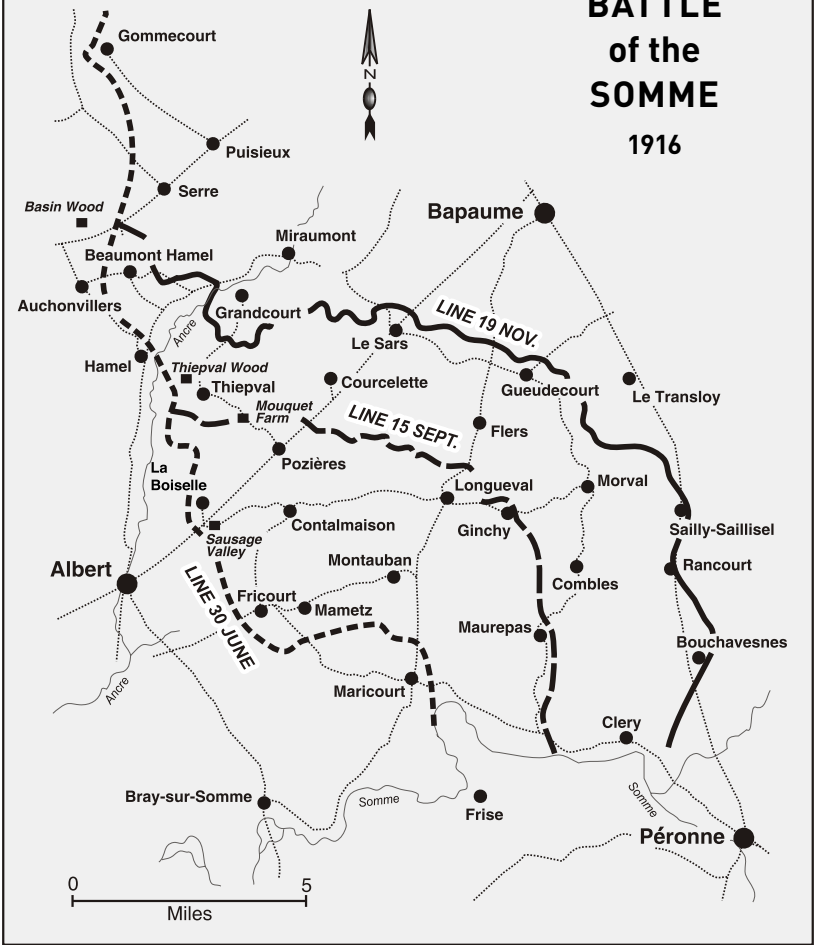 BATTLE
of the
SOMME
1916
N
Gommecourt
Puisieux
Serre
Basin Wood
Bapaume
Miraumont
Beaumont Hamel
Auchonvillers
Grandcourt
Ancre
LINE 19 NOV.
Le Sars
Hamel
Thiepval Wood
Thiepval
Courcelette
Gueudecourt
Le Transloy
Mouquet
Farm
LINE 15 SEPT.
Flers
Pozières
La
Boiselle
Longueval
Morval
Contalmaison
Ginchy
Sailly-Saillisel
Sausage
Valley
Albert
Montauban
Combles
Rancourt
LINE 30 JUNE
Fricourt
Mametz
Maurepas
Bouchavesnes
Maricourt
Ancre
Clery
Bray-sur-Somme
Somme
Frise
Somme
Péronne
0 5
Miles